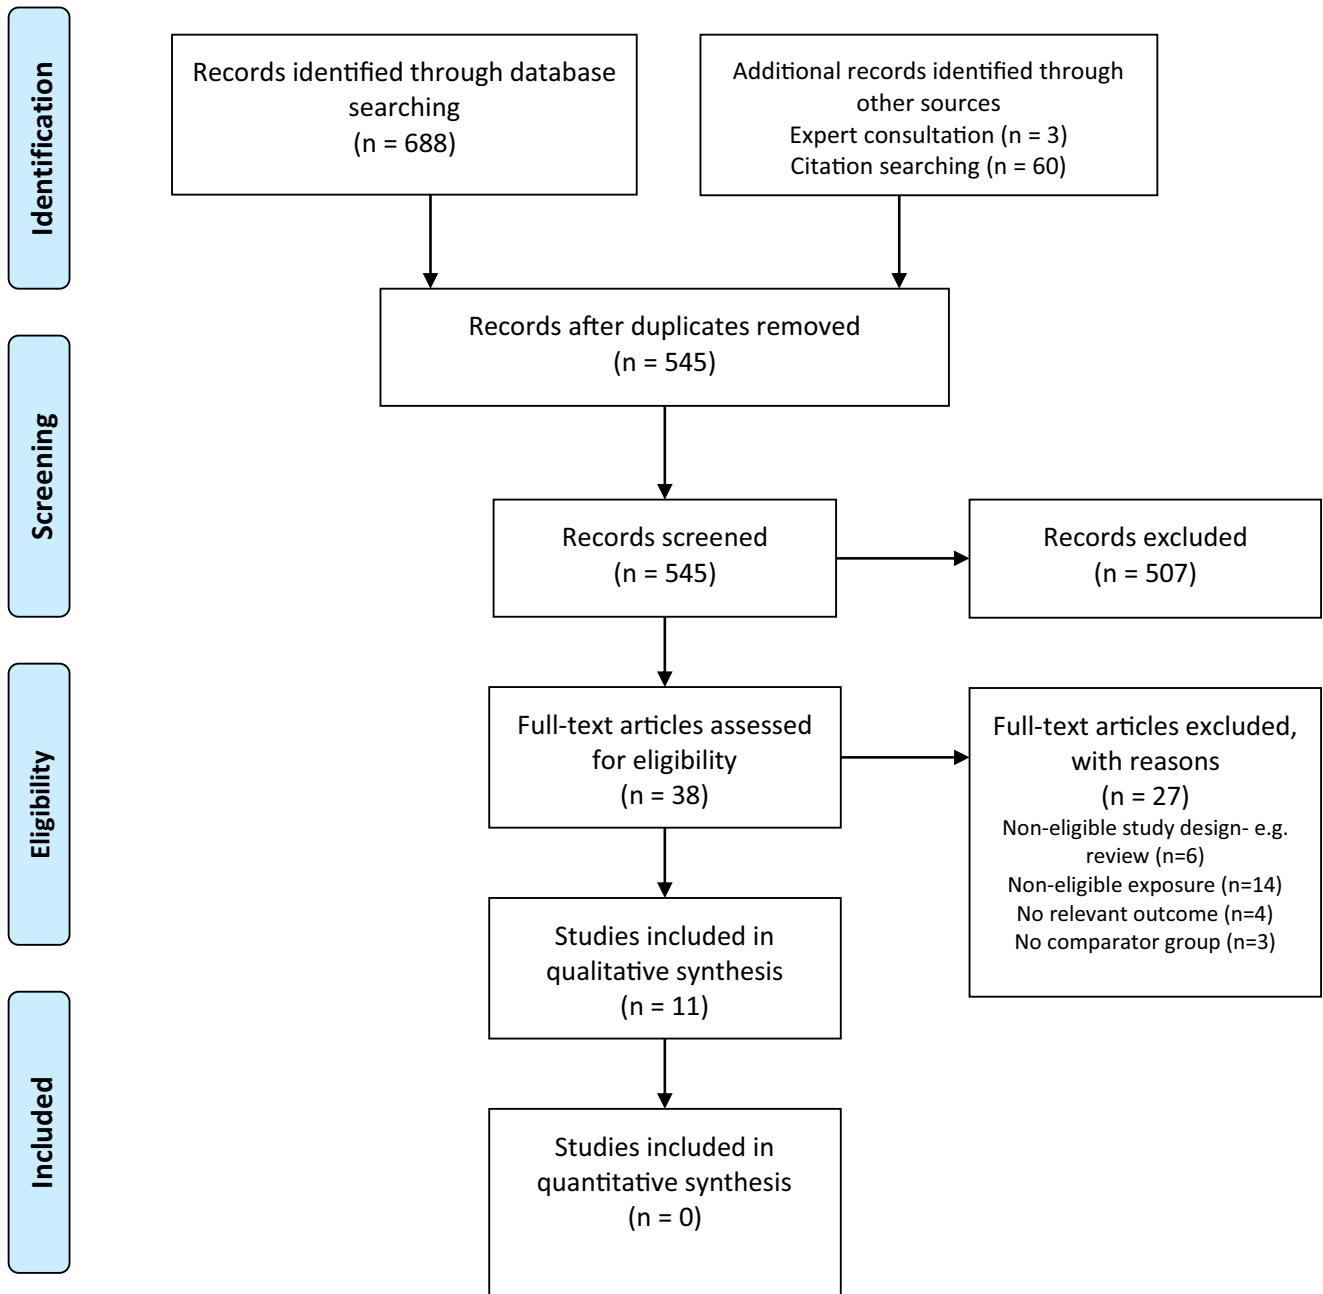 Identification
Records identified through database
searching
(n = 688)
Additional records identified through
other sources
Expert consultation (n = 3)
Citation searching (n = 60)
Records after duplicates removed
(n = 545)
Screening
Records screened
(n = 545)
Records excluded
(n = 507)
Eligibility
Full-text articles assessed
for eligibility
(n = 38)
Full-text articles excluded,
with reasons
(n = 27)
Non-eligible study design- e.g.
review (n=6)
Non-eligible exposure (n=14)
No relevant outcome (n=4)
No comparator group (n=3)
Studies included in
qualitative synthesis
(n = 11)
Included
Studies included in
quantitative synthesis
(n = 0)